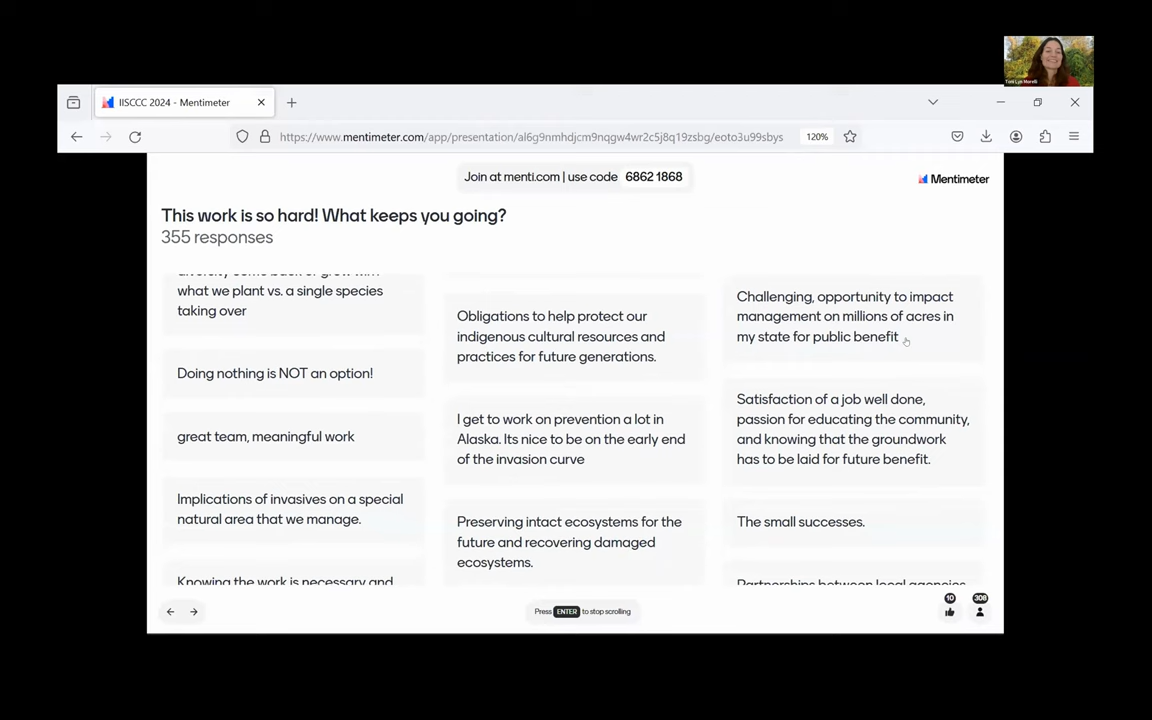 Toni Lyn Morelli
IISCCC 2024 - Mentimeter
https://www.mentimeter.com/app/presentation/al6g9nmhdjcm9nqgw4wr2c5j8q19zsbg/eoto3u99sbys
120%
Join at menti.com | use code 6862 1868
Mentimeter
This work is so hard! What keeps you going?
355 responses
what we plant vs. a single species
taking over
Doing nothing is NOT an option!
great team, meaningful work
Implications of invasives on a special
natural area that we manage.
Knowing the work is necessary and
Obligations to help protect our
indigenous cultural resources and
practices for future generations.
I get to work on prevention a lot in
Alaska. Its nice to be on the early end
of the invasion curve
Preserving intact ecosystems for the
future and recovering damaged
ecosystems.
Challenging, opportunity to impact
management on millions of acres in
my state for public benefit
Satisfaction of a job well done,
passion for educating the community,
and knowing that the groundwork
has to be laid for future benefit.
The small successes.
Partnerships between local agencies
Press ENTER to stop scrolling
10
308